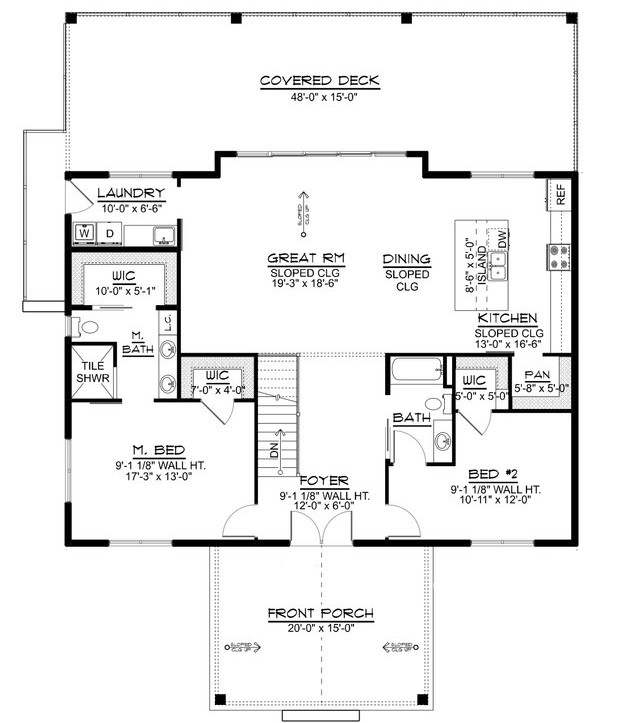 COVERED DECK
48'-0" x 15'-0"
LAUNDRY
10'-0" x 6'-6"
W
D
SLOPED
CLG UP
REF
GREAT RM
SLOPED CLG
19'-3" x 18'-6"
DINING
SLOPED
CLG
8'-6" x 5'-0"
ISLAND
DW
WIC
10'-0" x 5'-1"
KITCHEN
SLOPED CLG
13'-0" x 16'-6"
L.C.
M.
BATH
TILE
SHWR
WIC
7'-0" x 4'-0"
WIC
5'-0" x 5'-0"
PAN
5'-8" x 5'-0"
BATH
DN
M. BED
9'-1 1/8" WALL HT.
17'-3" x 13'-0"
FOYER
9'-1 1/8" WALL HT.
12'-0" x 6'-0"
BED #2
9'-1 1/8" WALL HT.
10'-11" x 12'-0"
FRONT PORCH
20'-0" x 15'-0"
SLOPED
CLG UP
SLOPED
CLG UP